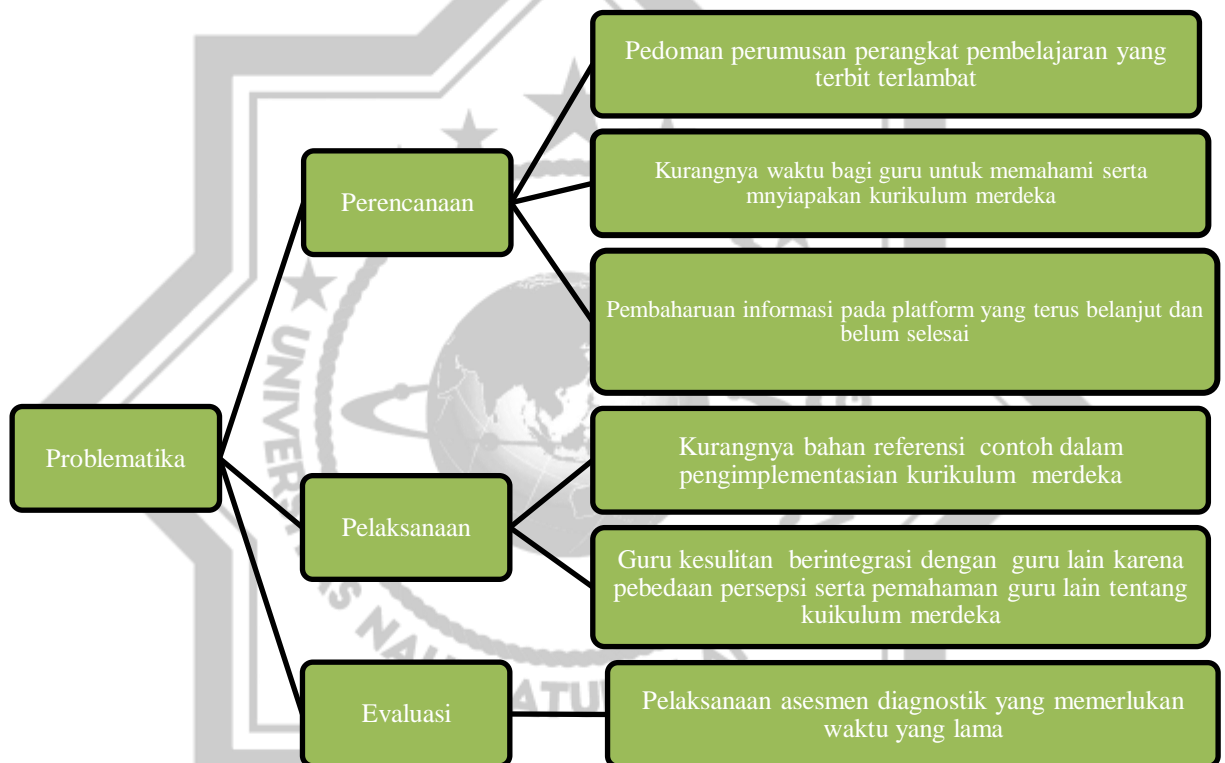 Pedoman perumusan perangkat pembelajaran yang
terbit terlambat
Perencanaan
Kurangnya waktu bagi guru untuk memahami serta
mnyiapakan kurikulum merdeka
Pembaharuan informasi pada platform yang terus belanjut dan
belum selesai
Problematika
Pelaksanaan
Kurangnya bahan referensi contoh dalam
pengimplementasian kurikulum merdeka
Guru kesulitan berintegrasi dengan guru lain karena
pebedaan persepsi serta pemahaman guru lain tentang
kuikulum merdeka
Evaluasi
Pelaksanaan asesmen diagnostik yang memerlukan
waktu yang lama